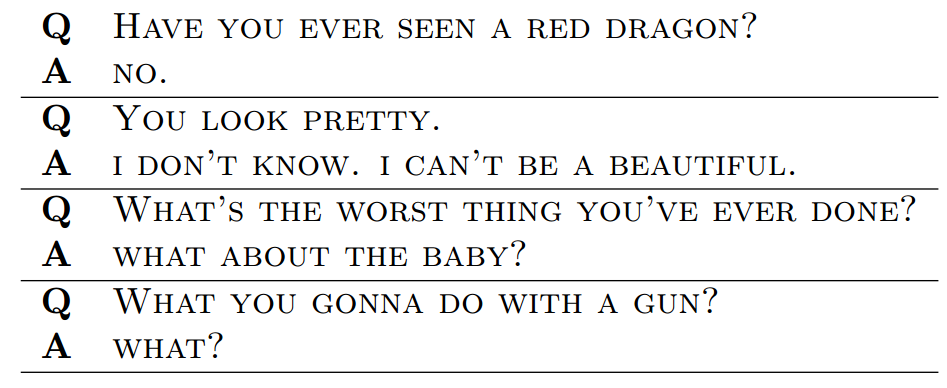 Q Have you ever seen a red dragon?
A no.
Q You look pretty.
A i don't know. i can't be a beautiful.
Q What's the worst thing you've ever done?
A what about the baby?
Q What you gonna do with a gun?
A what?